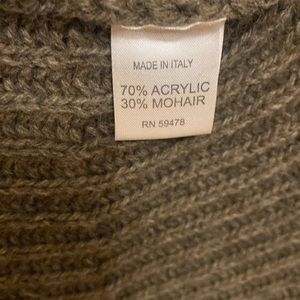 MADE IN ITALY
70% ACRYLIC
30% MOHAIR
RN 59478